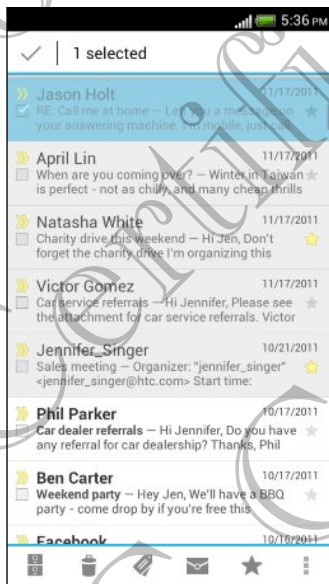 5:36 PM
1 selected
Jason Holt 11/17/2011
RE: Call me at home — Left you a message on
your answering machine. I'm mobile, just call
April Lin 11/17/2011
When are you coming over? — Winter in Taiwan
is perfect - not as chilly, and many cheap thrills
Natasha White 11/17/2011
Charity drive this weekend — Hi Jen, Don't
forget the charity drive I'm organizing this
Victor Gomez 11/17/2011
Car service referrals — Hi Jennifer, Please see
the attachment for car service referrals. Victor
Jennifer_Singer 10/21/2011
Sales meeting — Organizer: "jennifer_singer"
<jennifer_singer@htc.com> Start time:
Phil Parker 10/17/2011
Car dealer referrals — Hi Jennifer, Do you have
any referral for car dealership? Thanks, Phil
Ben Carter 10/17/2011
Weekend party — Hey Jen, We'll have a BBQ
party - come drop by if you're free this
Facebook 10/16/2011